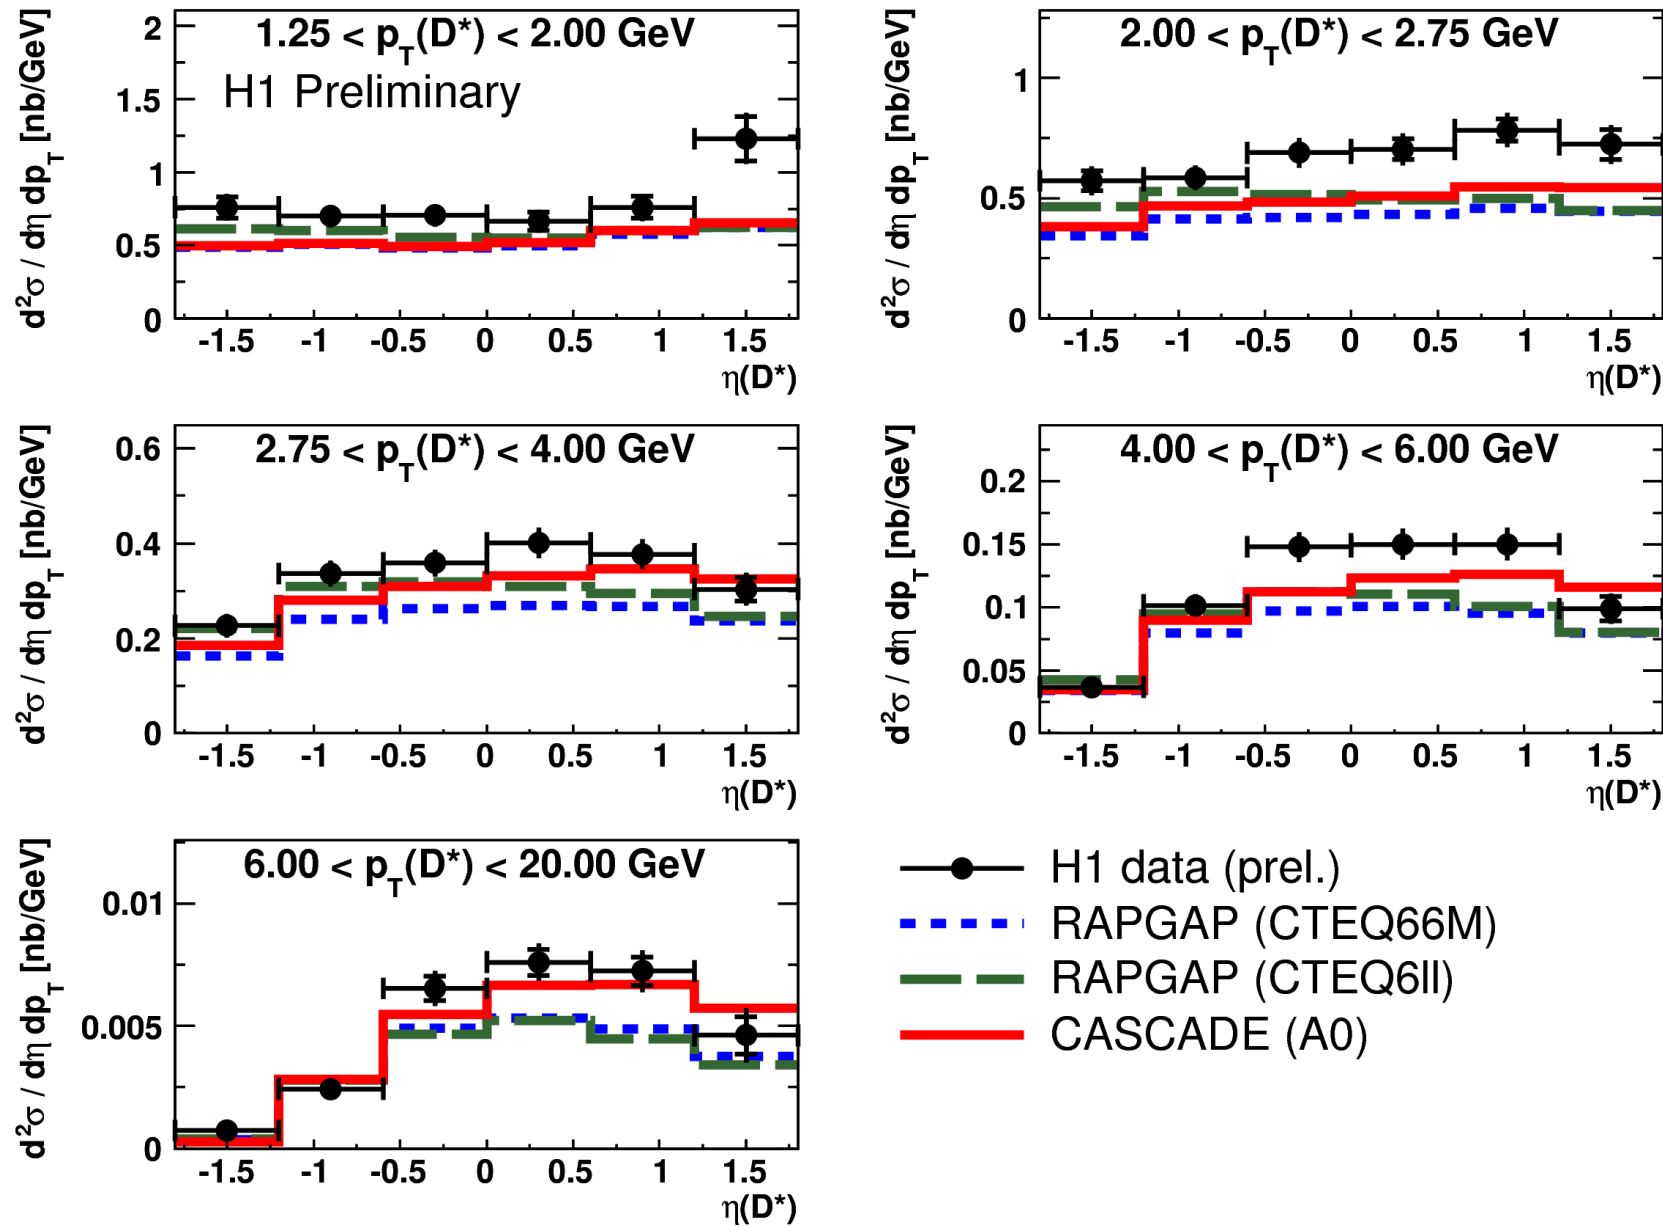 1.25 < p_T(D*) < 2.00 GeV
H1 Preliminary
d²σ / dη dp_T [nb/GeV]
2
1.5
1
0.5
0
-1.5 -1 -0.5 0 0.5 1 1.5
η(D*)
2.00 < p_T(D*) < 2.75 GeV
d²σ / dη dp_T [nb/GeV]
1
0.5
0
-1.5 -1 -0.5 0 0.5 1 1.5
η(D*)
2.75 < p_T(D*) < 4.00 GeV
d²σ / dη dp_T [nb/GeV]
0.6
0.4
0.2
0
-1.5 -1 -0.5 0 0.5 1 1.5
η(D*)
4.00 < p_T(D*) < 6.00 GeV
d²σ / dη dp_T [nb/GeV]
0.2
0.15
0.1
0.05
0
-1.5 -1 -0.5 0 0.5 1 1.5
η(D*)
6.00 < p_T(D*) < 20.00 GeV
d²σ / dη dp_T [nb/GeV]
0.01
0.005
0
-1.5 -1 -0.5 0 0.5 1 1.5
η(D*)
H1 data (prel.)
RAPGAP (CTEQ66M)
RAPGAP (CTEQ6ll)
CASCADE (A0)